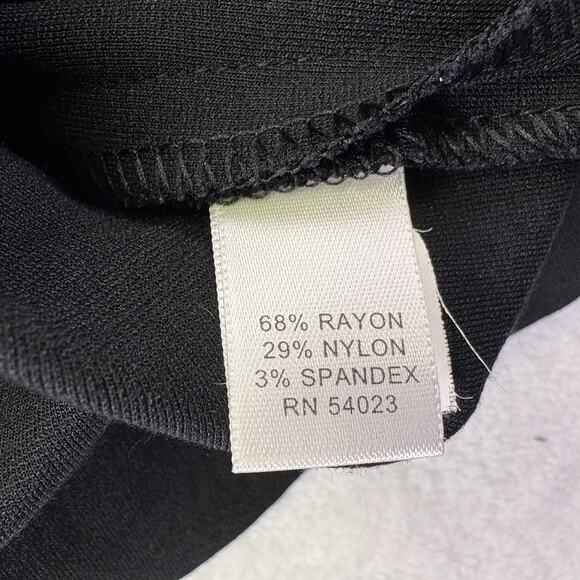 68% RAYON
29% NYLON
3% SPANDEX
RN 54023